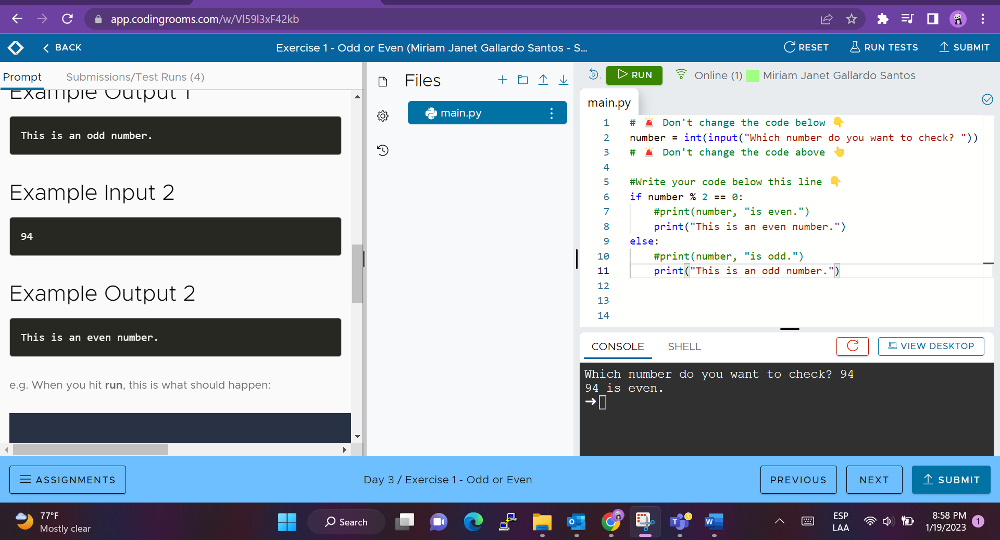 app.codingrooms.com/w/Vl59l3xF42kb
BACK
Exercise 1 - Odd or Even (Miriam Janet Gallardo Santos - S...
RESET
RUN TESTS
SUBMIT
Prompt
Submissions/Test Runs (4)
Example Output 1
This is an odd number.
Example Input 2
94
Example Output 2
This is an even number.
e.g. When you hit run, this is what should happen:
Files
main.py
RUN
Online (1)
Miriam Janet Gallardo Santos
main.py
1 # 🚨 Don't change the code below 👇
2 number = int(input("Which number do you want to check? "))
3 # 🚨 Don't change the code above 👆
4
5 #Write your code below this line 👇
6 if number % 2 == 0:
7     #print(number, "is even.")
8     print("This is an even number.")
9 else:
10     #print(number, "is odd.")
11     print("This is an odd number.")
12
13
14
CONSOLE
SHELL
VIEW DESKTOP
Which number do you want to check? 94
94 is even.
➜
ASSIGNMENTS
Day 3 / Exercise 1 - Odd or Even
PREVIOUS
NEXT
SUBMIT
77°F
Mostly clear
Search
ESP
LAA
8:58 PM
1/19/2023
1